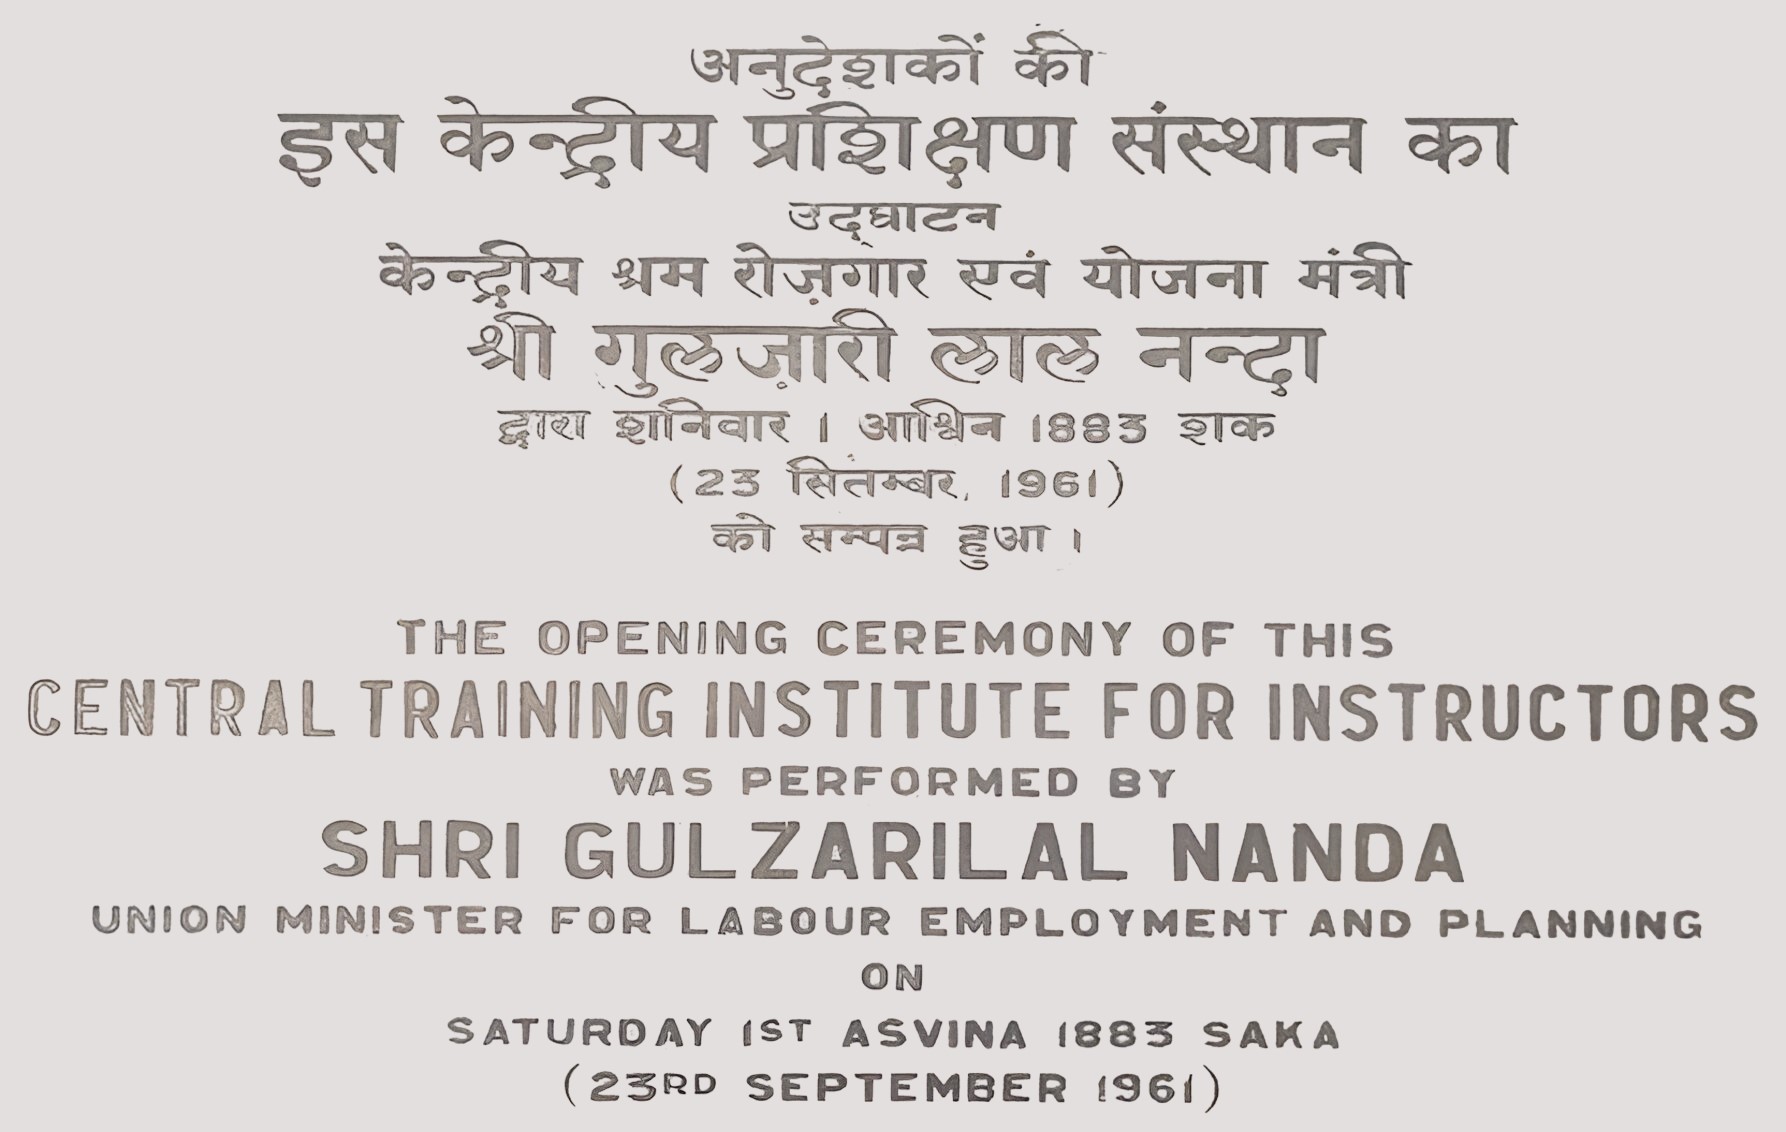 अनुदेशकों की
इस केन्द्रीय प्रशिक्षण संस्थान का
उद्घाटन
केन्द्रीय श्रम रोज़गार एवं योजना मंत्री
श्री गुलज़ारी लाल नन्दा
द्वारा शनिवार 1 आश्विन 1883 शक
(23 सितम्बर, 1961)
को सम्पन्न हुआ।
THE OPENING CEREMONY OF THIS
CENTRAL TRAINING INSTITUTE FOR INSTRUCTORS
WAS PERFORMED BY
SHRI GULZARILAL NANDA
UNION MINISTER FOR LABOUR EMPLOYMENT AND PLANNING
ON
SATURDAY 1ST ASVINA 1883 SAKA
(23RD SEPTEMBER 1961)